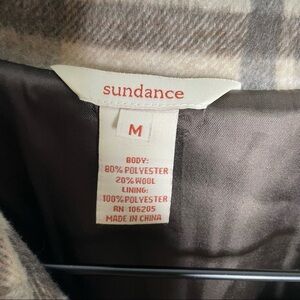 sundance
M
BODY:
80% POLYESTER
20% WOOL
LINING:
100% POLYESTER
RN 106205
MADE IN CHINA